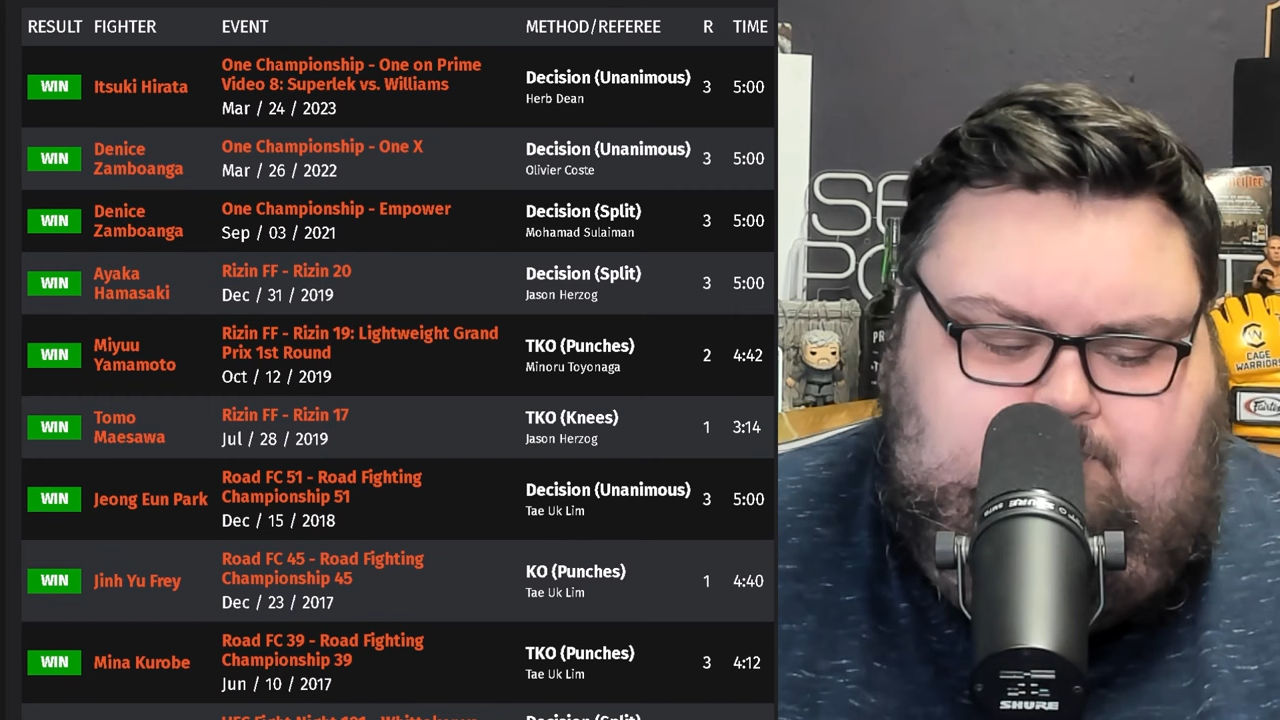 RESULT FIGHTER EVENT METHOD/REFEREE R TIME
WIN Itsuki Hirata One Championship - One on Prime
Video 8: Superlek vs. Williams
Mar / 24 / 2023
Decision (Unanimous)
Herb Dean
3 5:00
WIN Denice
Zamboanga
One Championship - One X
Mar / 26 / 2022
Decision (Unanimous)
Olivier Coste
3 5:00
WIN Denice
Zamboanga
One Championship - Empower
Sep / 03 / 2021
Decision (Split)
Mohamad Sulaiman
3 5:00
WIN Ayaka
Hamasaki
Rizin FF - Rizin 20
Dec / 31 / 2019
Decision (Split)
Jason Herzog
3 5:00
WIN Miyuu
Yamamoto
Rizin FF - Rizin 19: Lightweight Grand
Prix 1st Round
Oct / 12 / 2019
TKO (Punches)
Minoru Toyonaga
2 4:42
WIN Tomo
Maesawa
Rizin FF - Rizin 17
Jul / 28 / 2019
TKO (Knees)
Jason Herzog
1 3:14
WIN Jeong Eun Park
Road FC 51 - Road Fighting
Championship 51
Dec / 15 / 2018
Decision (Unanimous)
Tae Uk Lim
3 5:00
WIN Jinh Yu Frey
Road FC 45 - Road Fighting
Championship 45
Dec / 23 / 2017
KO (Punches)
Tae Uk Lim
1 4:40
WIN Mina Kurobe
Road FC 39 - Road Fighting
Championship 39
Jun / 10 / 2017
TKO (Punches)
Tae Uk Lim
3 4:12
CAGE
WARRIORS
Fairtex
SHURE